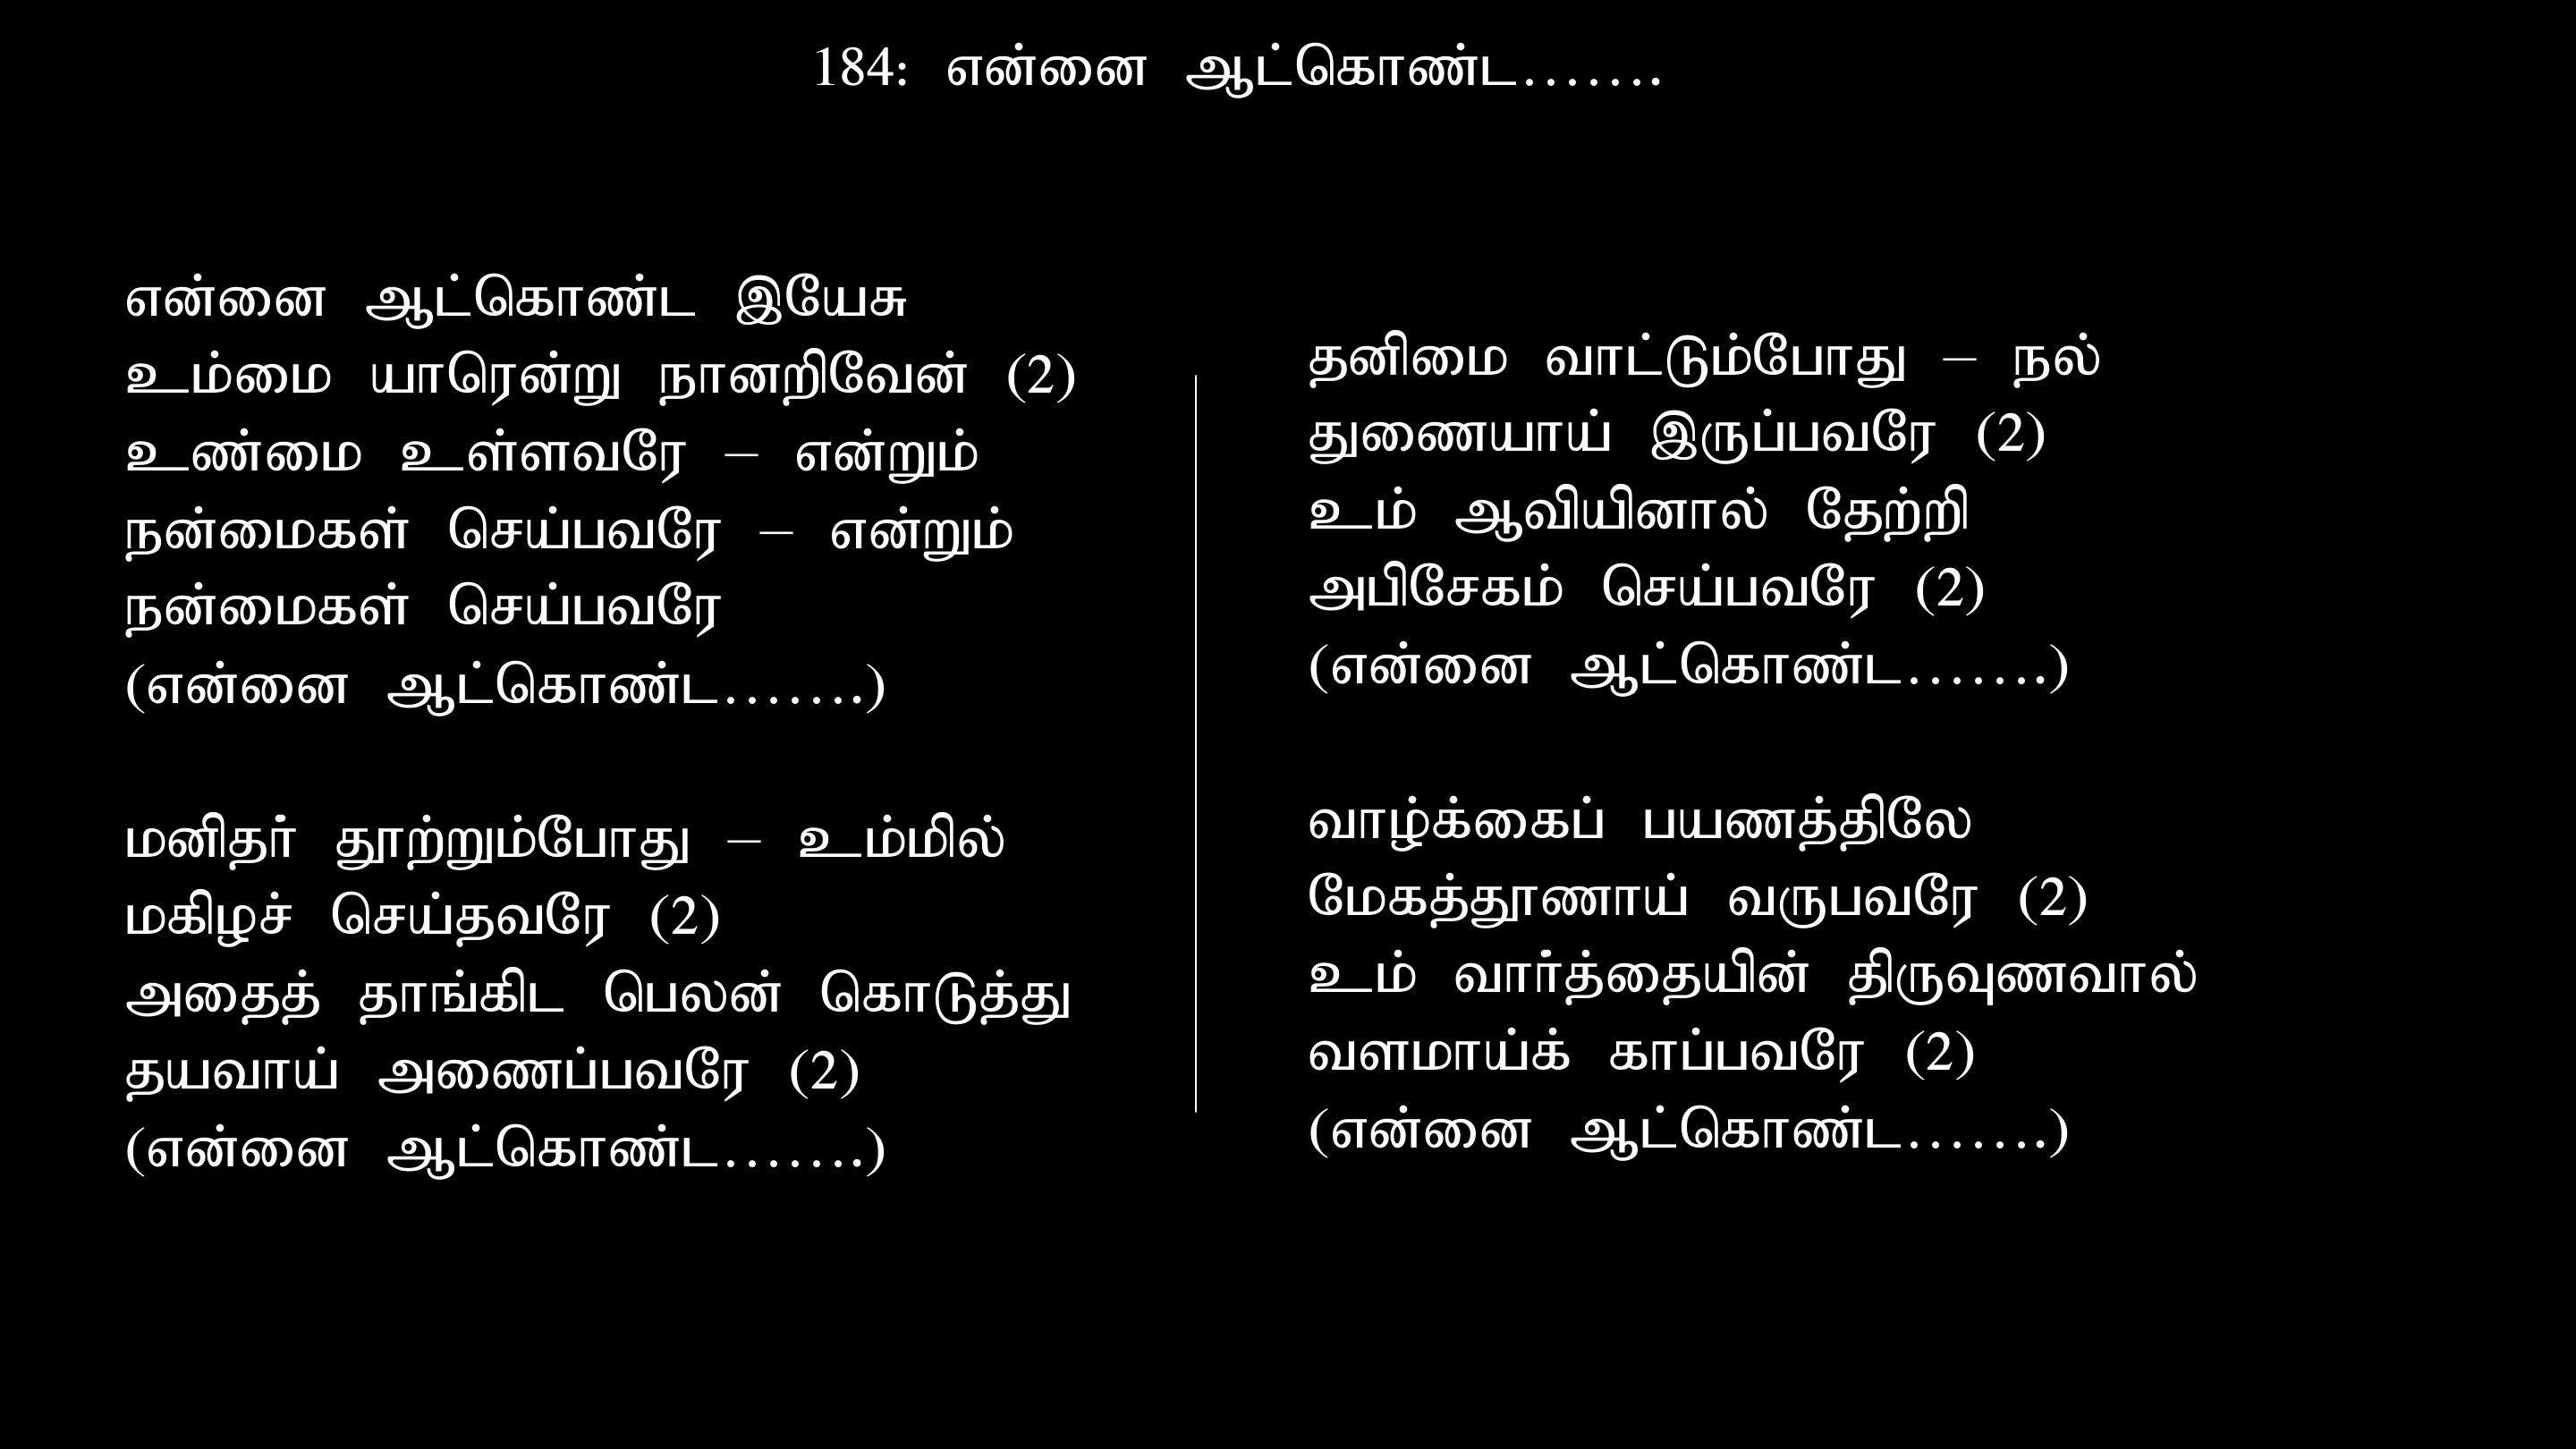 184: என்னை ஆட்கொண்ட.......
என்னை ஆட்கொண்ட இயேசு
உம்மை யாரென்று நானறிவேன் (2)
உண்மை உள்ளவரே – என்றும்
நன்மைகள் செய்பவரே – என்றும்
நன்மைகள் செய்பவரே
(என்னை ஆட்கொண்ட.......)
மனிதர் தூற்றும்போது – உம்மில்
மகிழச் செய்தவரே (2)
அதைத் தாங்கிட பெலன் கொடுத்து
தயவாய் அணைப்பவரே (2)
(என்னை ஆட்கொண்ட.......)
தனிமை வாட்டும்போது – நல்
துணையாய் இருப்பவரே (2)
உம் ஆவியினால் தேற்றி
அபிசேகம் செய்பவரே (2)
(என்னை ஆட்கொண்ட.......)
வாழ்க்கைப் பயணத்திலே
மேகத்தூணாய் வருபவரே (2)
உம் வார்த்தையின் திருவுணவால்
வளமாய்க் காப்பவரே (2)
(என்னை ஆட்கொண்ட.......)